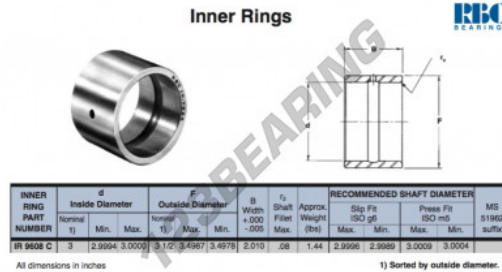 Inner Rings
RBC
BEARINGS
B
d
F
INNER RING PART NUMBER
d
Inside Diameter
Nominal 1)
Min.
Max.
F
Outside Diameter
Nominal 1)
Max.
Min.
B
Width
+.000
-.005
Shaft Fillet Max.
Approx. Weight (lbs)
RECOMMENDED SHAFT DIAMETER
Slip Fit
ISO g6
Max.
Min.
Press Fit
ISO m5
Max.
Min.
MS
51962
suffix
IR 9608 C 3 2.9994 3.0000 3 1/2 3.4987 3.4978 2.010 .08 1.44 2.9996 2.9989 3.0009 3.0004
All dimensions in inches
1) Sorted by outside diameter.
123BEARING